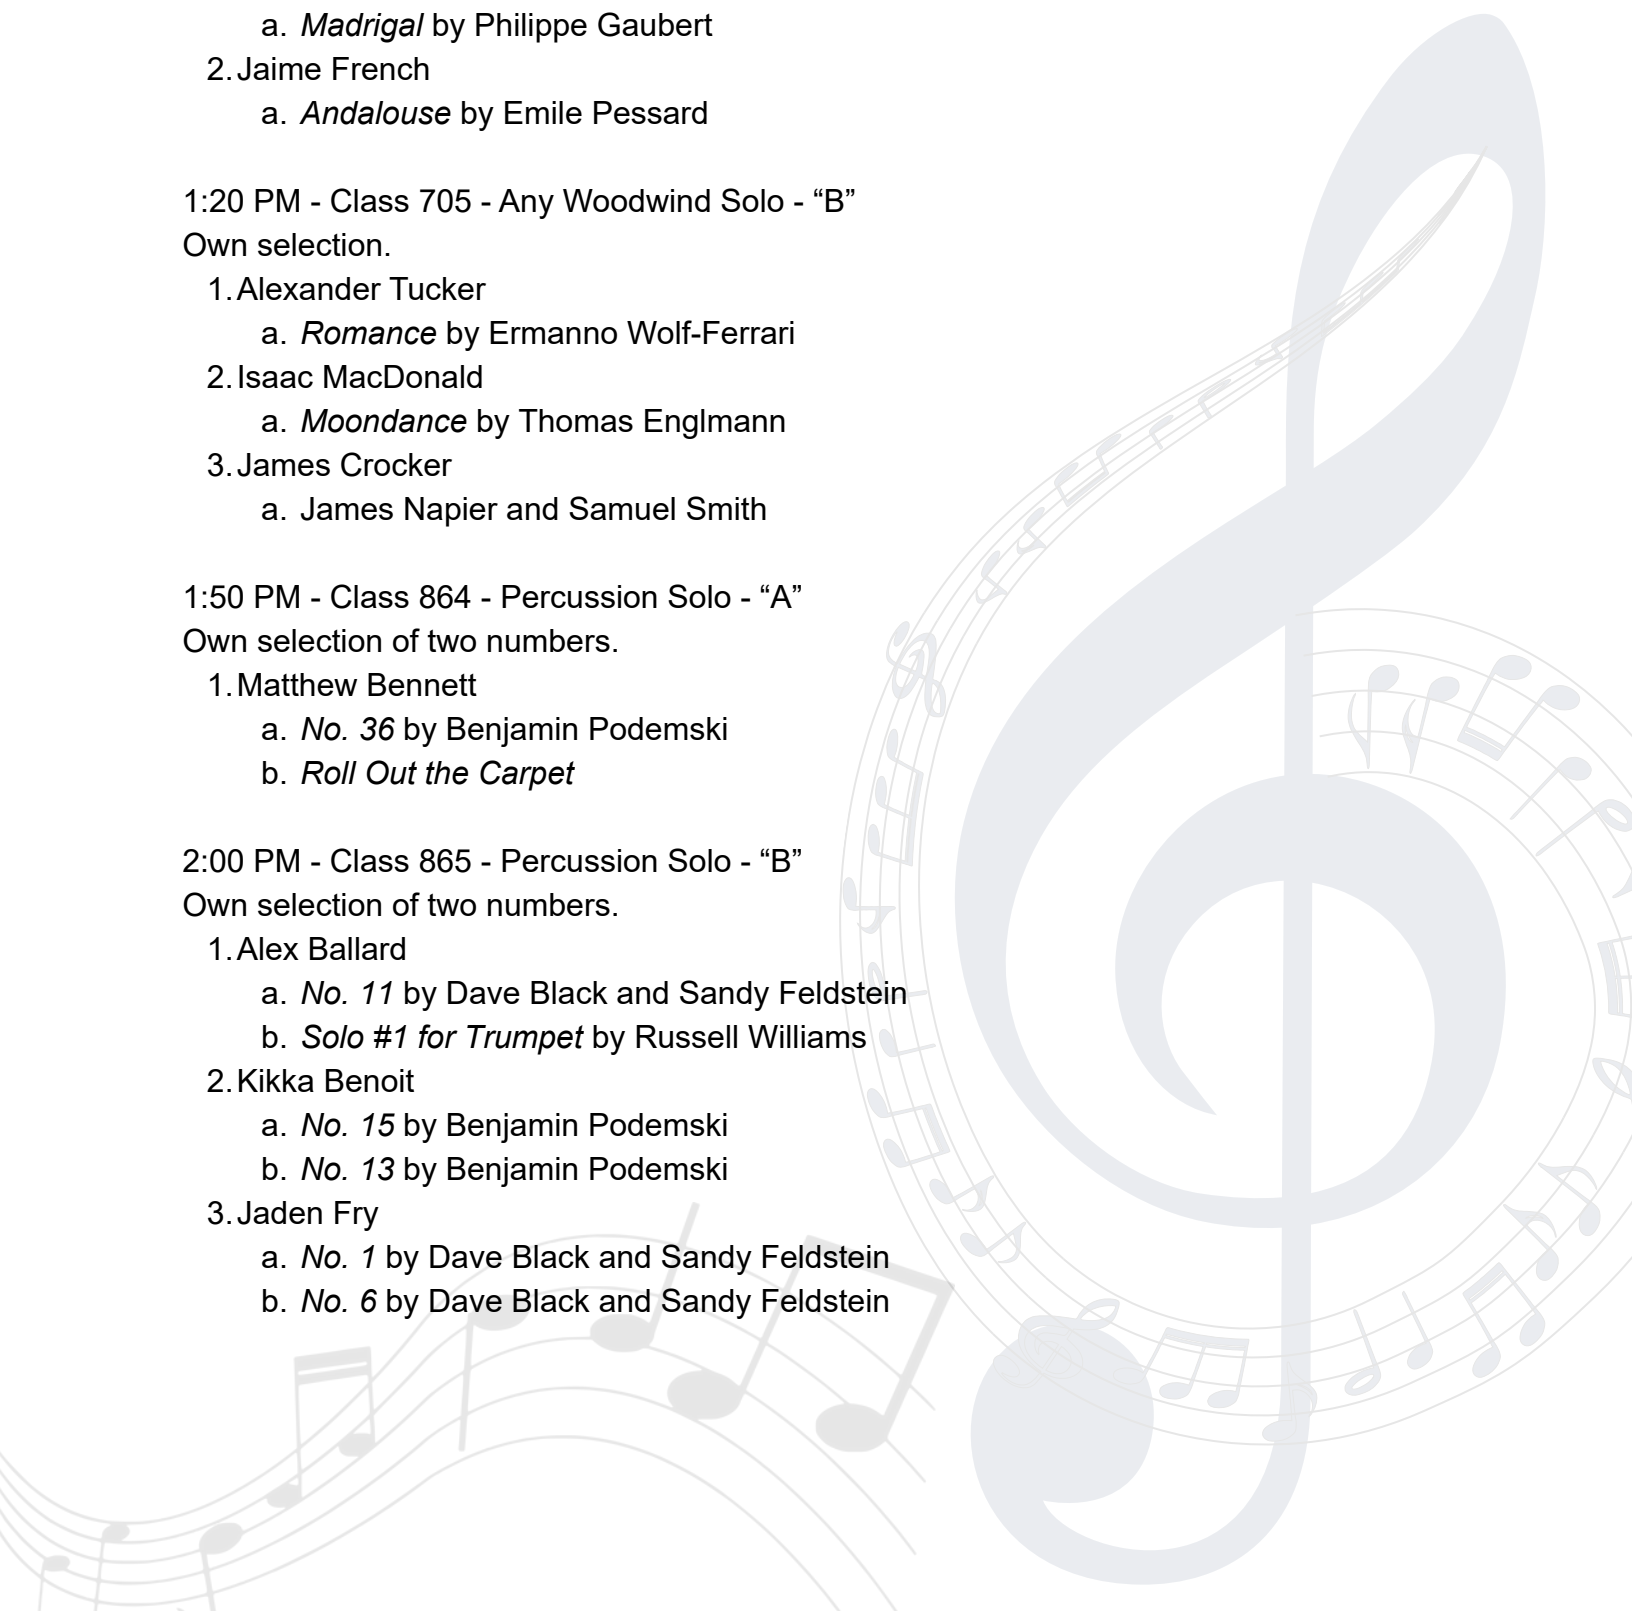 a. Madrigal by Philippe Gaubert
2. Jaime French
a. Andalouse by Emile Pessard
1:20 PM - Class 705 - Any Woodwind Solo - “B”
Own selection.
1. Alexander Tucker
a. Romance by Ermanno Wolf-Ferrari
2. Isaac MacDonald
a. Moondance by Thomas Englmann
3. James Crocker
a. James Napier and Samuel Smith
1:50 PM - Class 864 - Percussion Solo - “A”
Own selection of two numbers.
1. Matthew Bennett
a. No. 36 by Benjamin Podemski
b. Roll Out the Carpet
2:00 PM - Class 865 - Percussion Solo - “B”
Own selection of two numbers.
1. Alex Ballard
a. No. 11 by Dave Black and Sandy Feldstein
b. Solo #1 for Trumpet by Russell Williams
2. Kikka Benoit
a. No. 15 by Benjamin Podemski
b. No. 13 by Benjamin Podemski
3. Jaden Fry
a. No. 1 by Dave Black and Sandy Feldstein
b. No. 6 by Dave Black and Sandy Feldstein